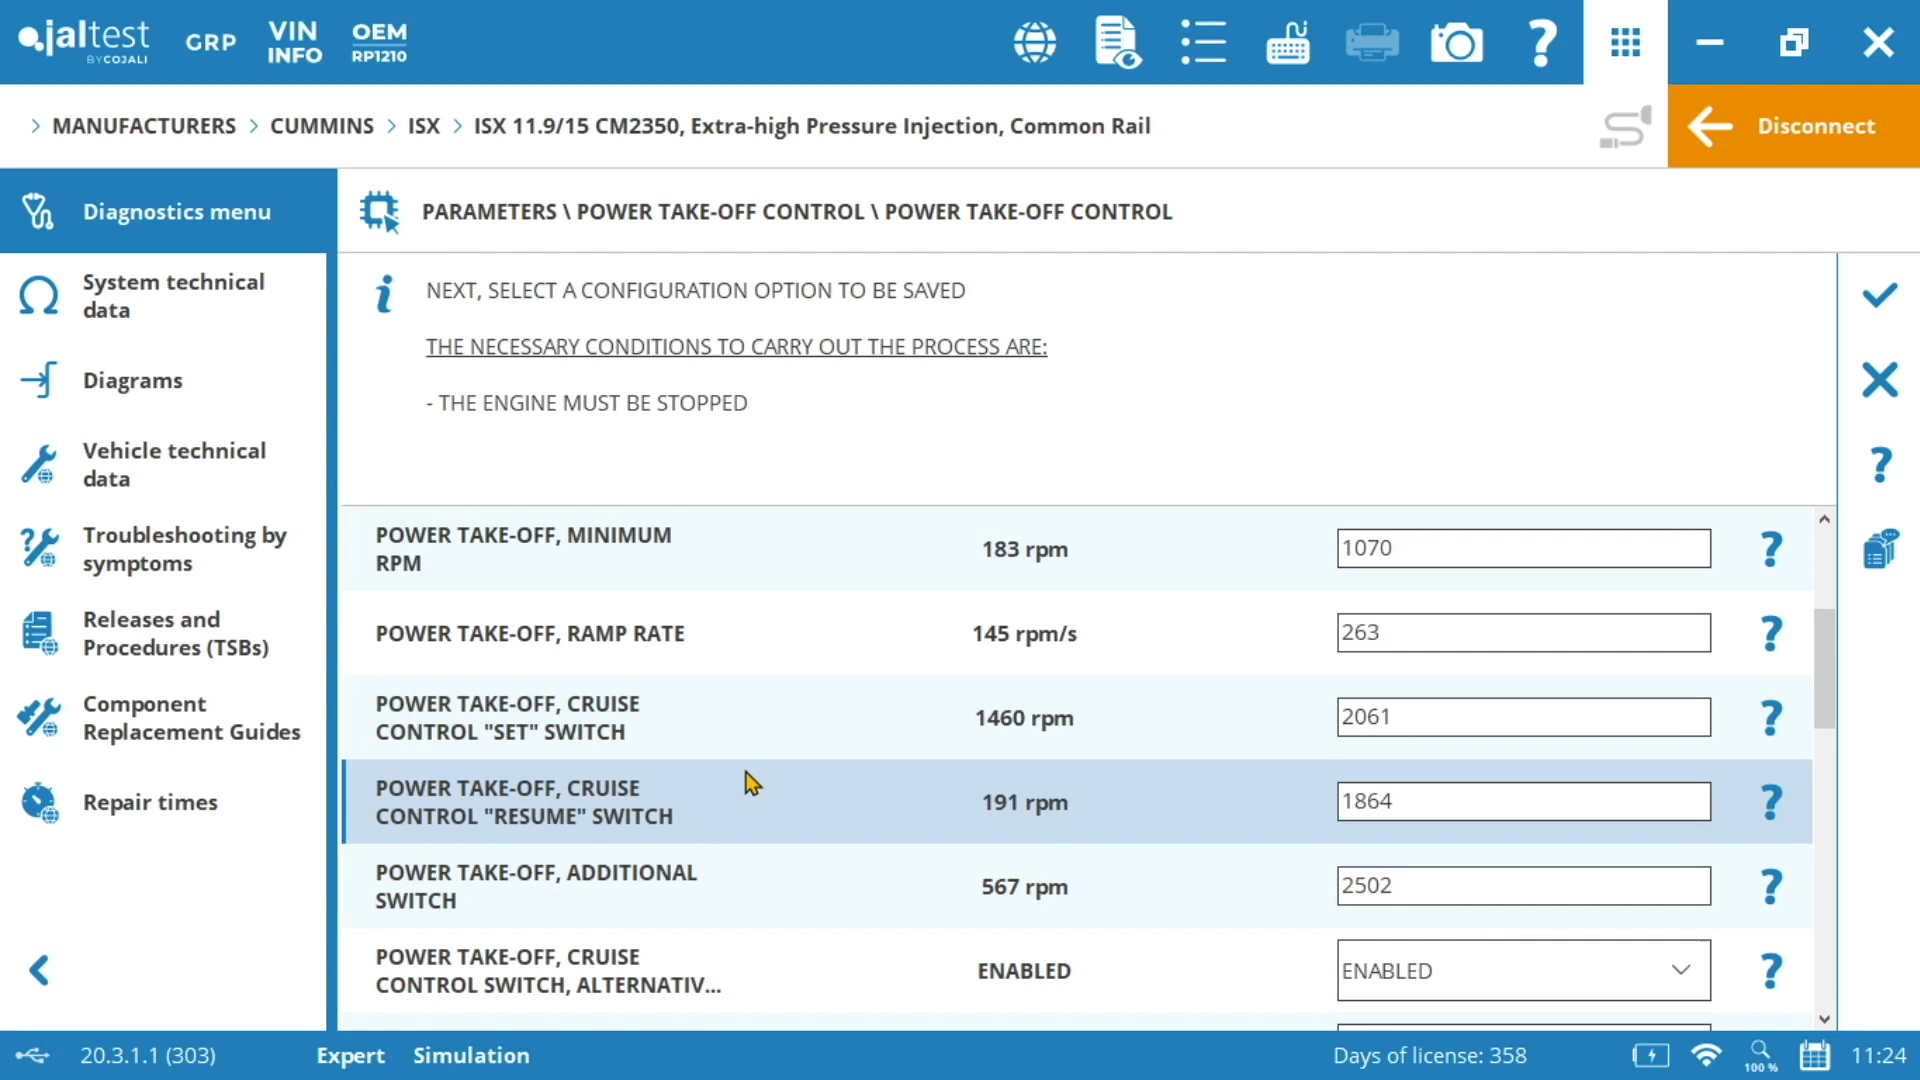 jaltest
BY COJALI
GRP
VIN
INFO
OEM
RP1210
?
> MANUFACTURERS > CUMMINS > ISX > ISX 11.9/15 CM2350, Extra-high Pressure Injection, Common Rail
Disconnect
Diagnostics menu
System technical
data
Diagrams
Vehicle technical
data
Troubleshooting by
symptoms
Releases and
Procedures (TSBs)
Component
Replacement Guides
Repair times
PARAMETERS \ POWER TAKE-OFF CONTROL \ POWER TAKE-OFF CONTROL
NEXT, SELECT A CONFIGURATION OPTION TO BE SAVED
THE NECESSARY CONDITIONS TO CARRY OUT THE PROCESS ARE:
- THE ENGINE MUST BE STOPPED
POWER TAKE-OFF, MINIMUM
RPM
183 rpm
1070
?
POWER TAKE-OFF, RAMP RATE
145 rpm/s
263
?
POWER TAKE-OFF, CRUISE
CONTROL "SET" SWITCH
1460 rpm
2061
?
POWER TAKE-OFF, CRUISE
CONTROL "RESUME" SWITCH
191 rpm
1864
?
POWER TAKE-OFF, ADDITIONAL
SWITCH
567 rpm
2502
?
POWER TAKE-OFF, CRUISE
CONTROL SWITCH, ALTERNATIV...
ENABLED
ENABLED
?
?
20.3.1.1 (303)
Expert
Simulation
Days of license: 358
100 %
11:24